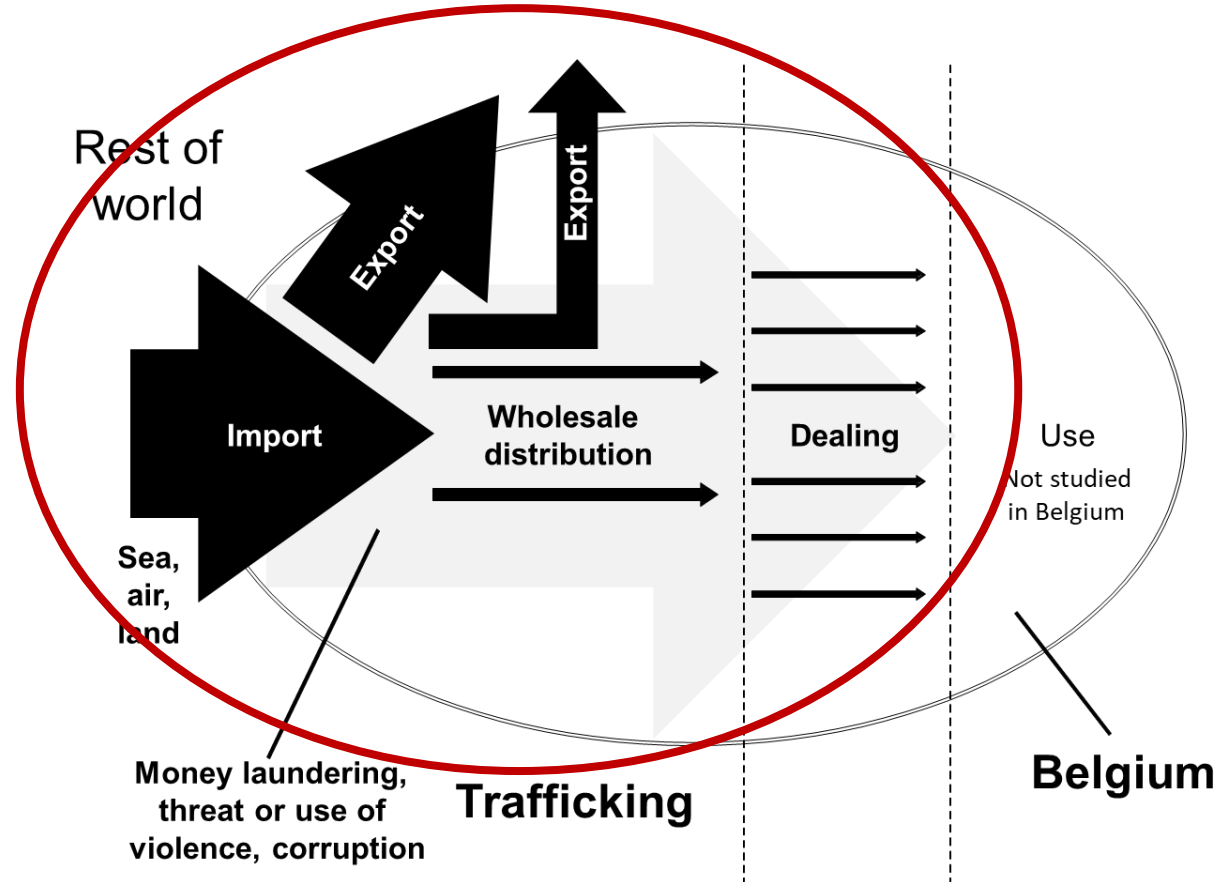 Rest of
world
Export
Export
Import
Wholesale
distribution
Dealing
Use
Not studied
in Belgium
Sea,
air,
land
Money laundering,
threat or use of
violence, corruption
Trafficking
Belgium